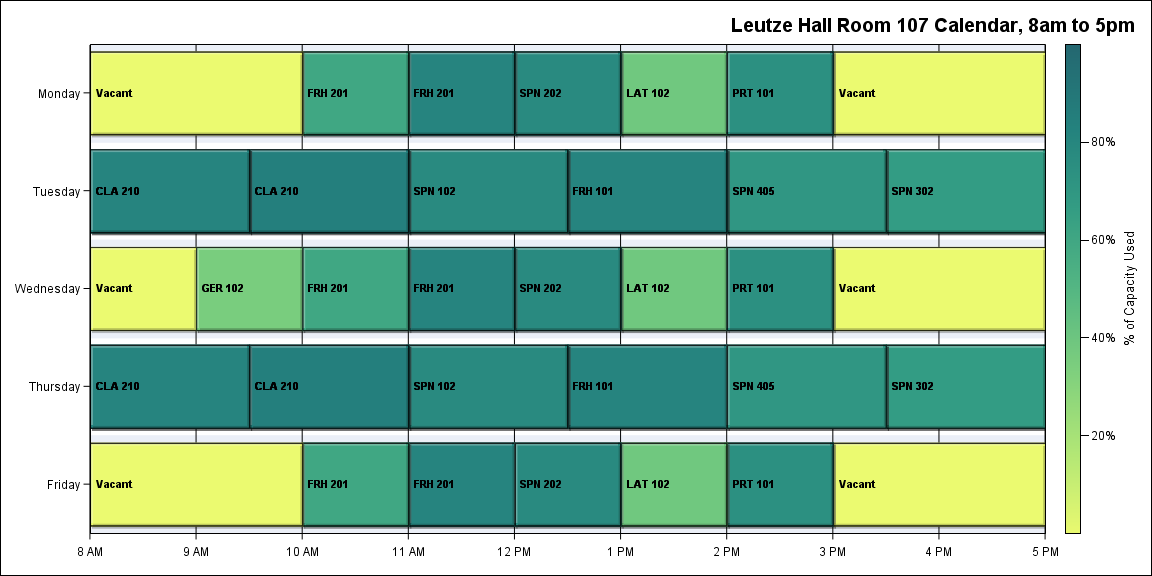 Leutze Hall Room 107 Calendar, 8am to 5pm
Monday
Vacant
FRH 201
FRH 201
SPN 202
LAT 102
PRT 101
Vacant
Tuesday
CLA 210
CLA 210
SPN 102
FRH 101
SPN 405
SPN 302
Wednesday
Vacant
GER 102
FRH 201
FRH 201
SPN 202
LAT 102
PRT 101
Vacant
Thursday
CLA 210
CLA 210
SPN 102
FRH 101
SPN 405
SPN 302
Friday
Vacant
FRH 201
FRH 201
SPN 202
LAT 102
PRT 101
Vacant
8 AM
9 AM
10 AM
11 AM
12 PM
1 PM
2 PM
3 PM
4 PM
5 PM
80%
60%
40%
20%
% of Capacity Used